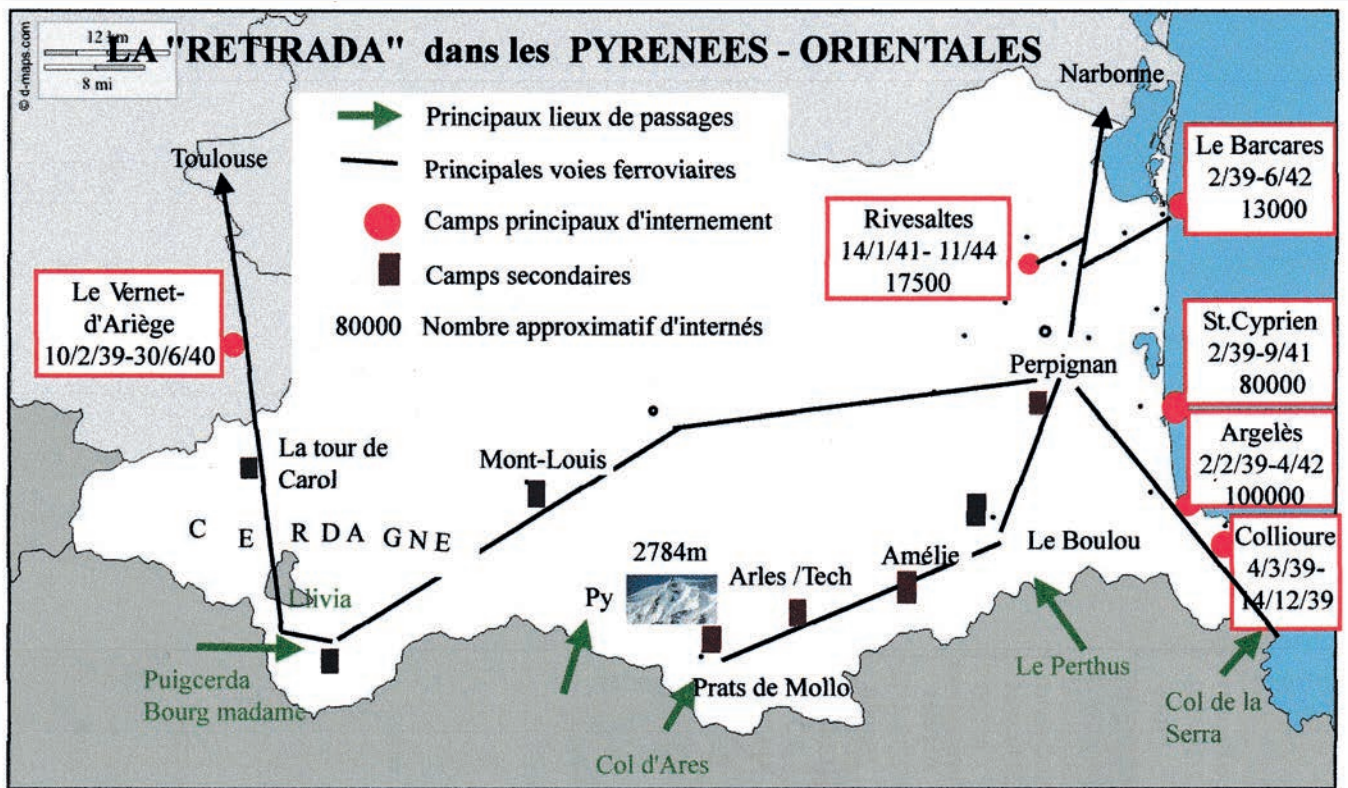 LA "RETIRADA" dans les PYRENEES - ORIENTALES
12 km
8 mi
© d-maps.com
Narbonne
Toulouse
Principaux lieux de passages
Principales voies ferroviaires
Camps principaux d'internement
Camps secondaires
80000 Nombre approximatif d'internés
Le Barcares
2/39-6/42
13000
Rivesaltes
14/1/41- 11/44
17500
Le Vernet-
d'Ariège
10/2/39-30/6/40
St.Cyprien
2/39-9/41
80000
Perpignan
Argelès
2/2/39-4/42
100000
La tour de
Carol
Mont-Louis
CERDAGNE
Collioure
4/3/39-
14/12/39
2784m
Le Boulou
Amélie
Arles /Tech
Py
Llivia
Puigcerda
Bourg madame
Prats de Mollo
Le Perthus
Col de la
Serra
Col d'Ares